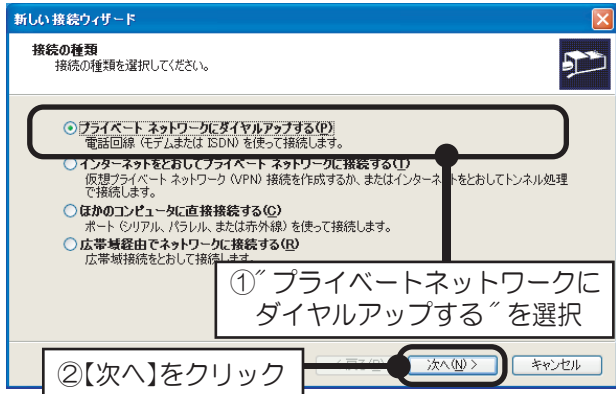 新しい接続ウィザード
接続の種類
接続の種類を選択してください。
プライベート ネットワークにダイヤルアップする(P)
電話回線 (モデムまたは ISDN) を使って接続します。
インターネットをとおしてプライベート ネットワークに接続する(I)
仮想プライベート ネットワーク (VPN) 接続を作成するか、またはインターネットをとおしてトンネル処理
で接続します。
ほかのコンピュータに直接接続する(C)
ポート (シリアル、パラレル、または赤外線) を使って接続します。
広帯域経由でネットワークに接続する(R)
広帯域接続をとおして接続します。
①〝プライベートネットワークに
ダイヤルアップする〞を選択
②【次へ】をクリック
次へ(N) >
キャンセル